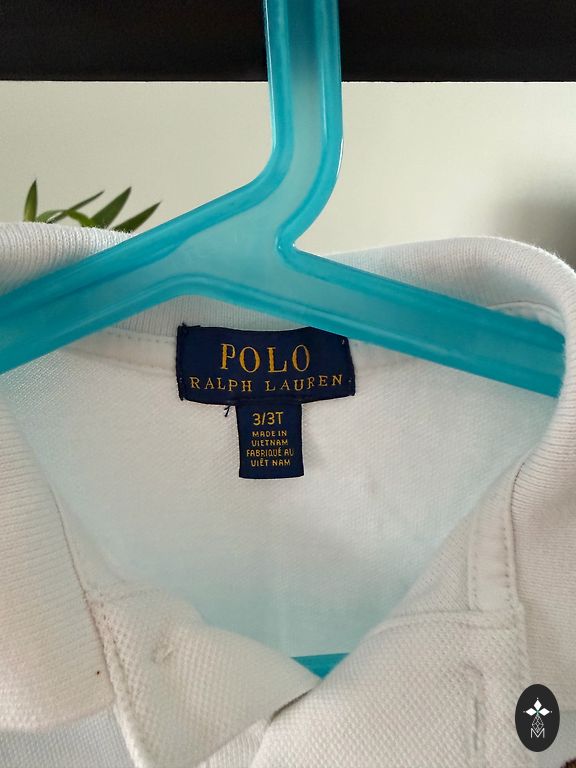 POLO
RALPH LAUREN
3/3T
MADE IN
VIETNAM
FABRIQUÉ AU
VIÊT NAM
M